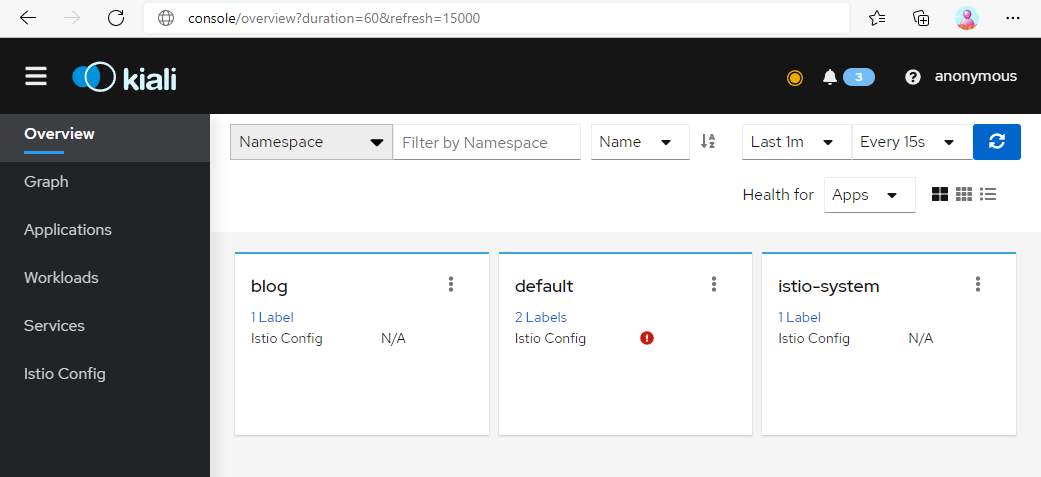 console/overview?duration=60&refresh=15000
kiali
3
anonymous
Overview
Graph
Applications
Workloads
Services
Istio Config
Namespace
Filter by Namespace
Name
Last 1m
Every 15s
Health for
Apps
blog
1 Label
Istio Config N/A
default
2 Labels
Istio Config
istio-system
1 Label
Istio Config N/A